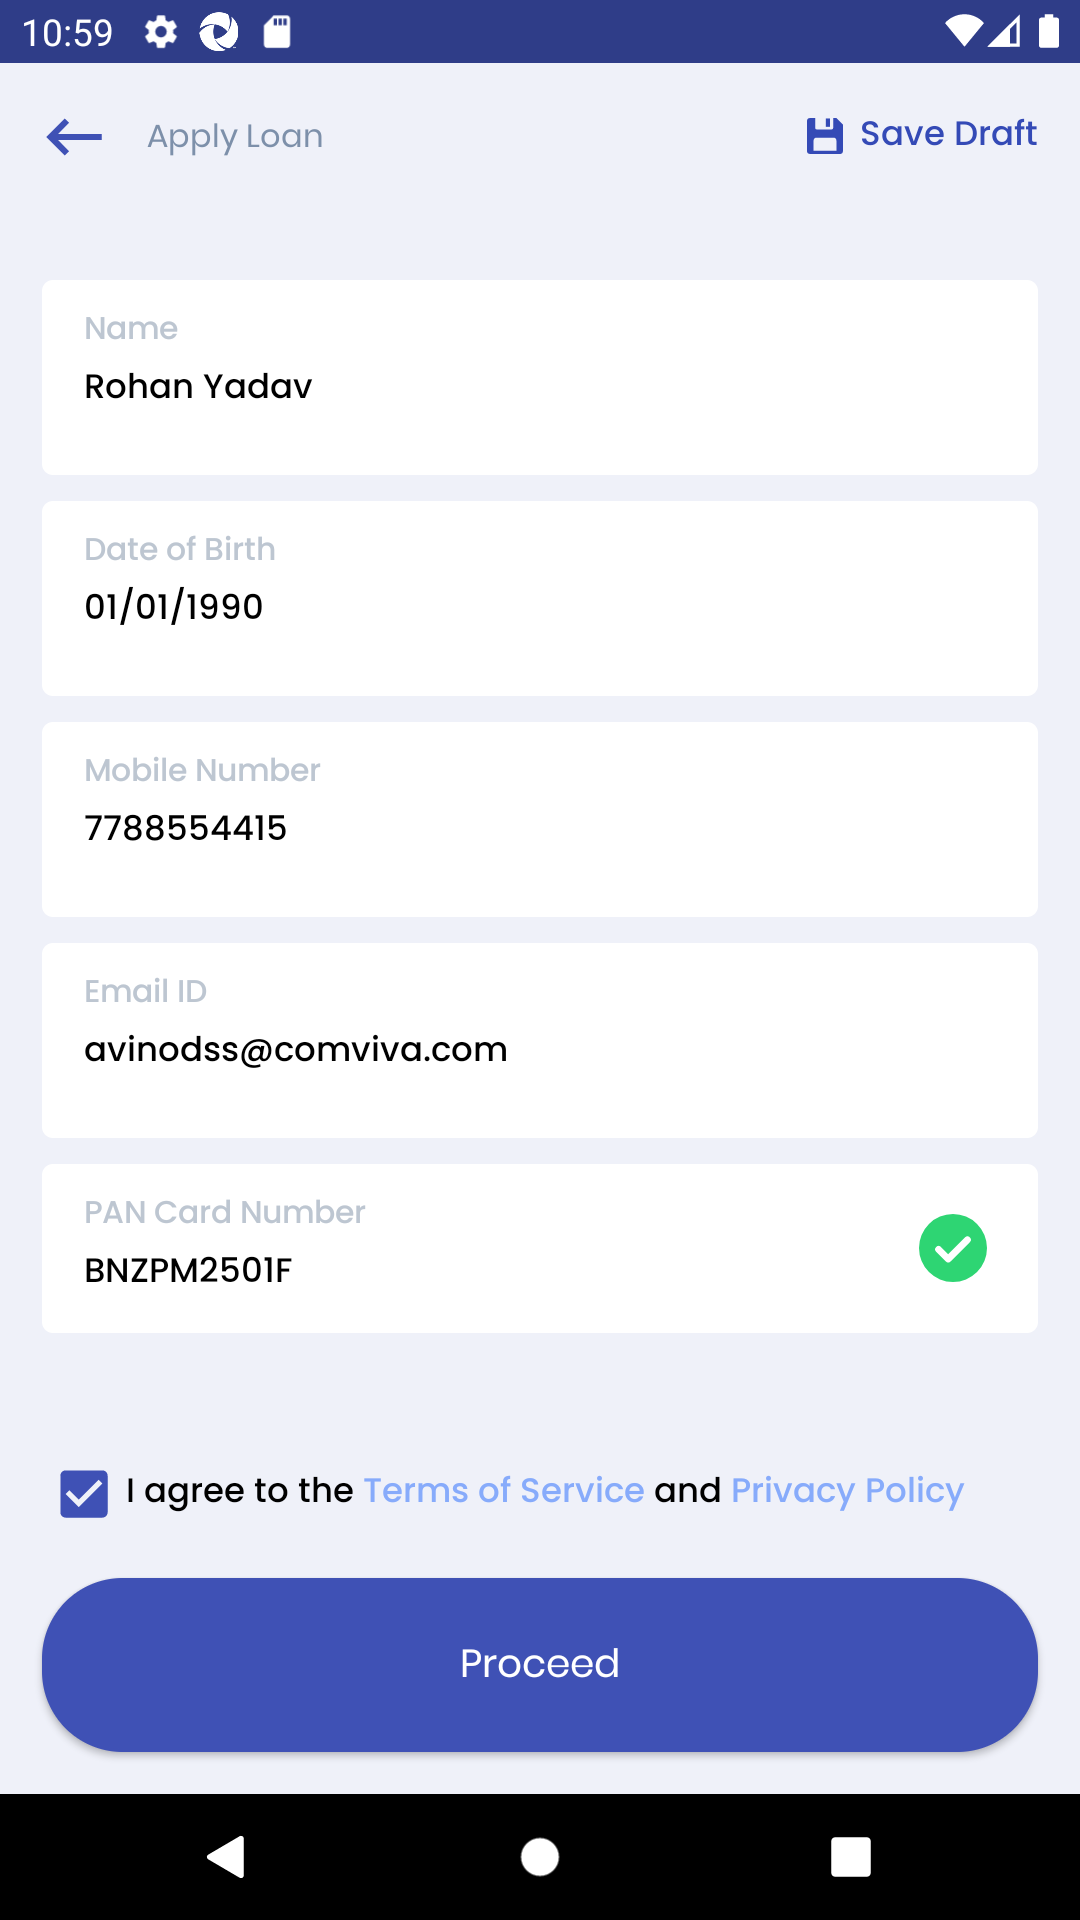 10:59
Apply Loan
Save Draft
Name
Rohan Yadav
Date of Birth
01/01/1990
Mobile Number
7788554415
Email ID
avinodss@comviva.com
PAN Card Number
BNZPM2501F
I agree to the Terms of Service and Privacy Policy
Proceed